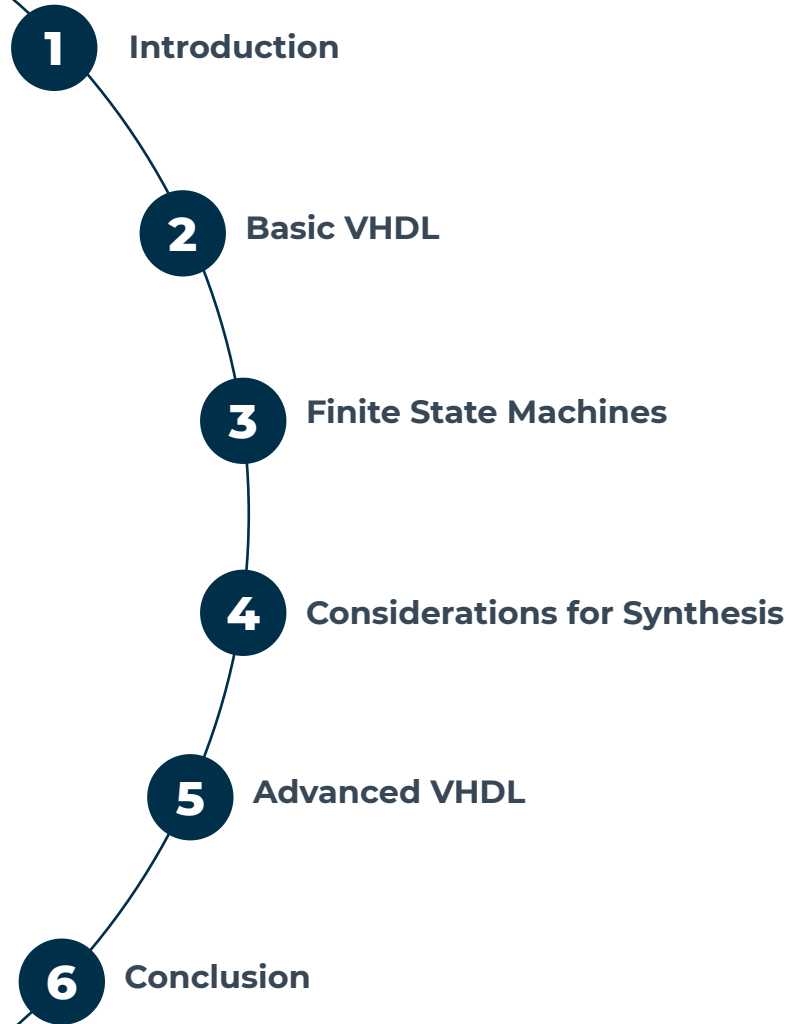 1 Introduction
2 Basic VHDL
3 Finite State Machines
4 Considerations for Synthesis
5 Advanced VHDL
6 Conclusion